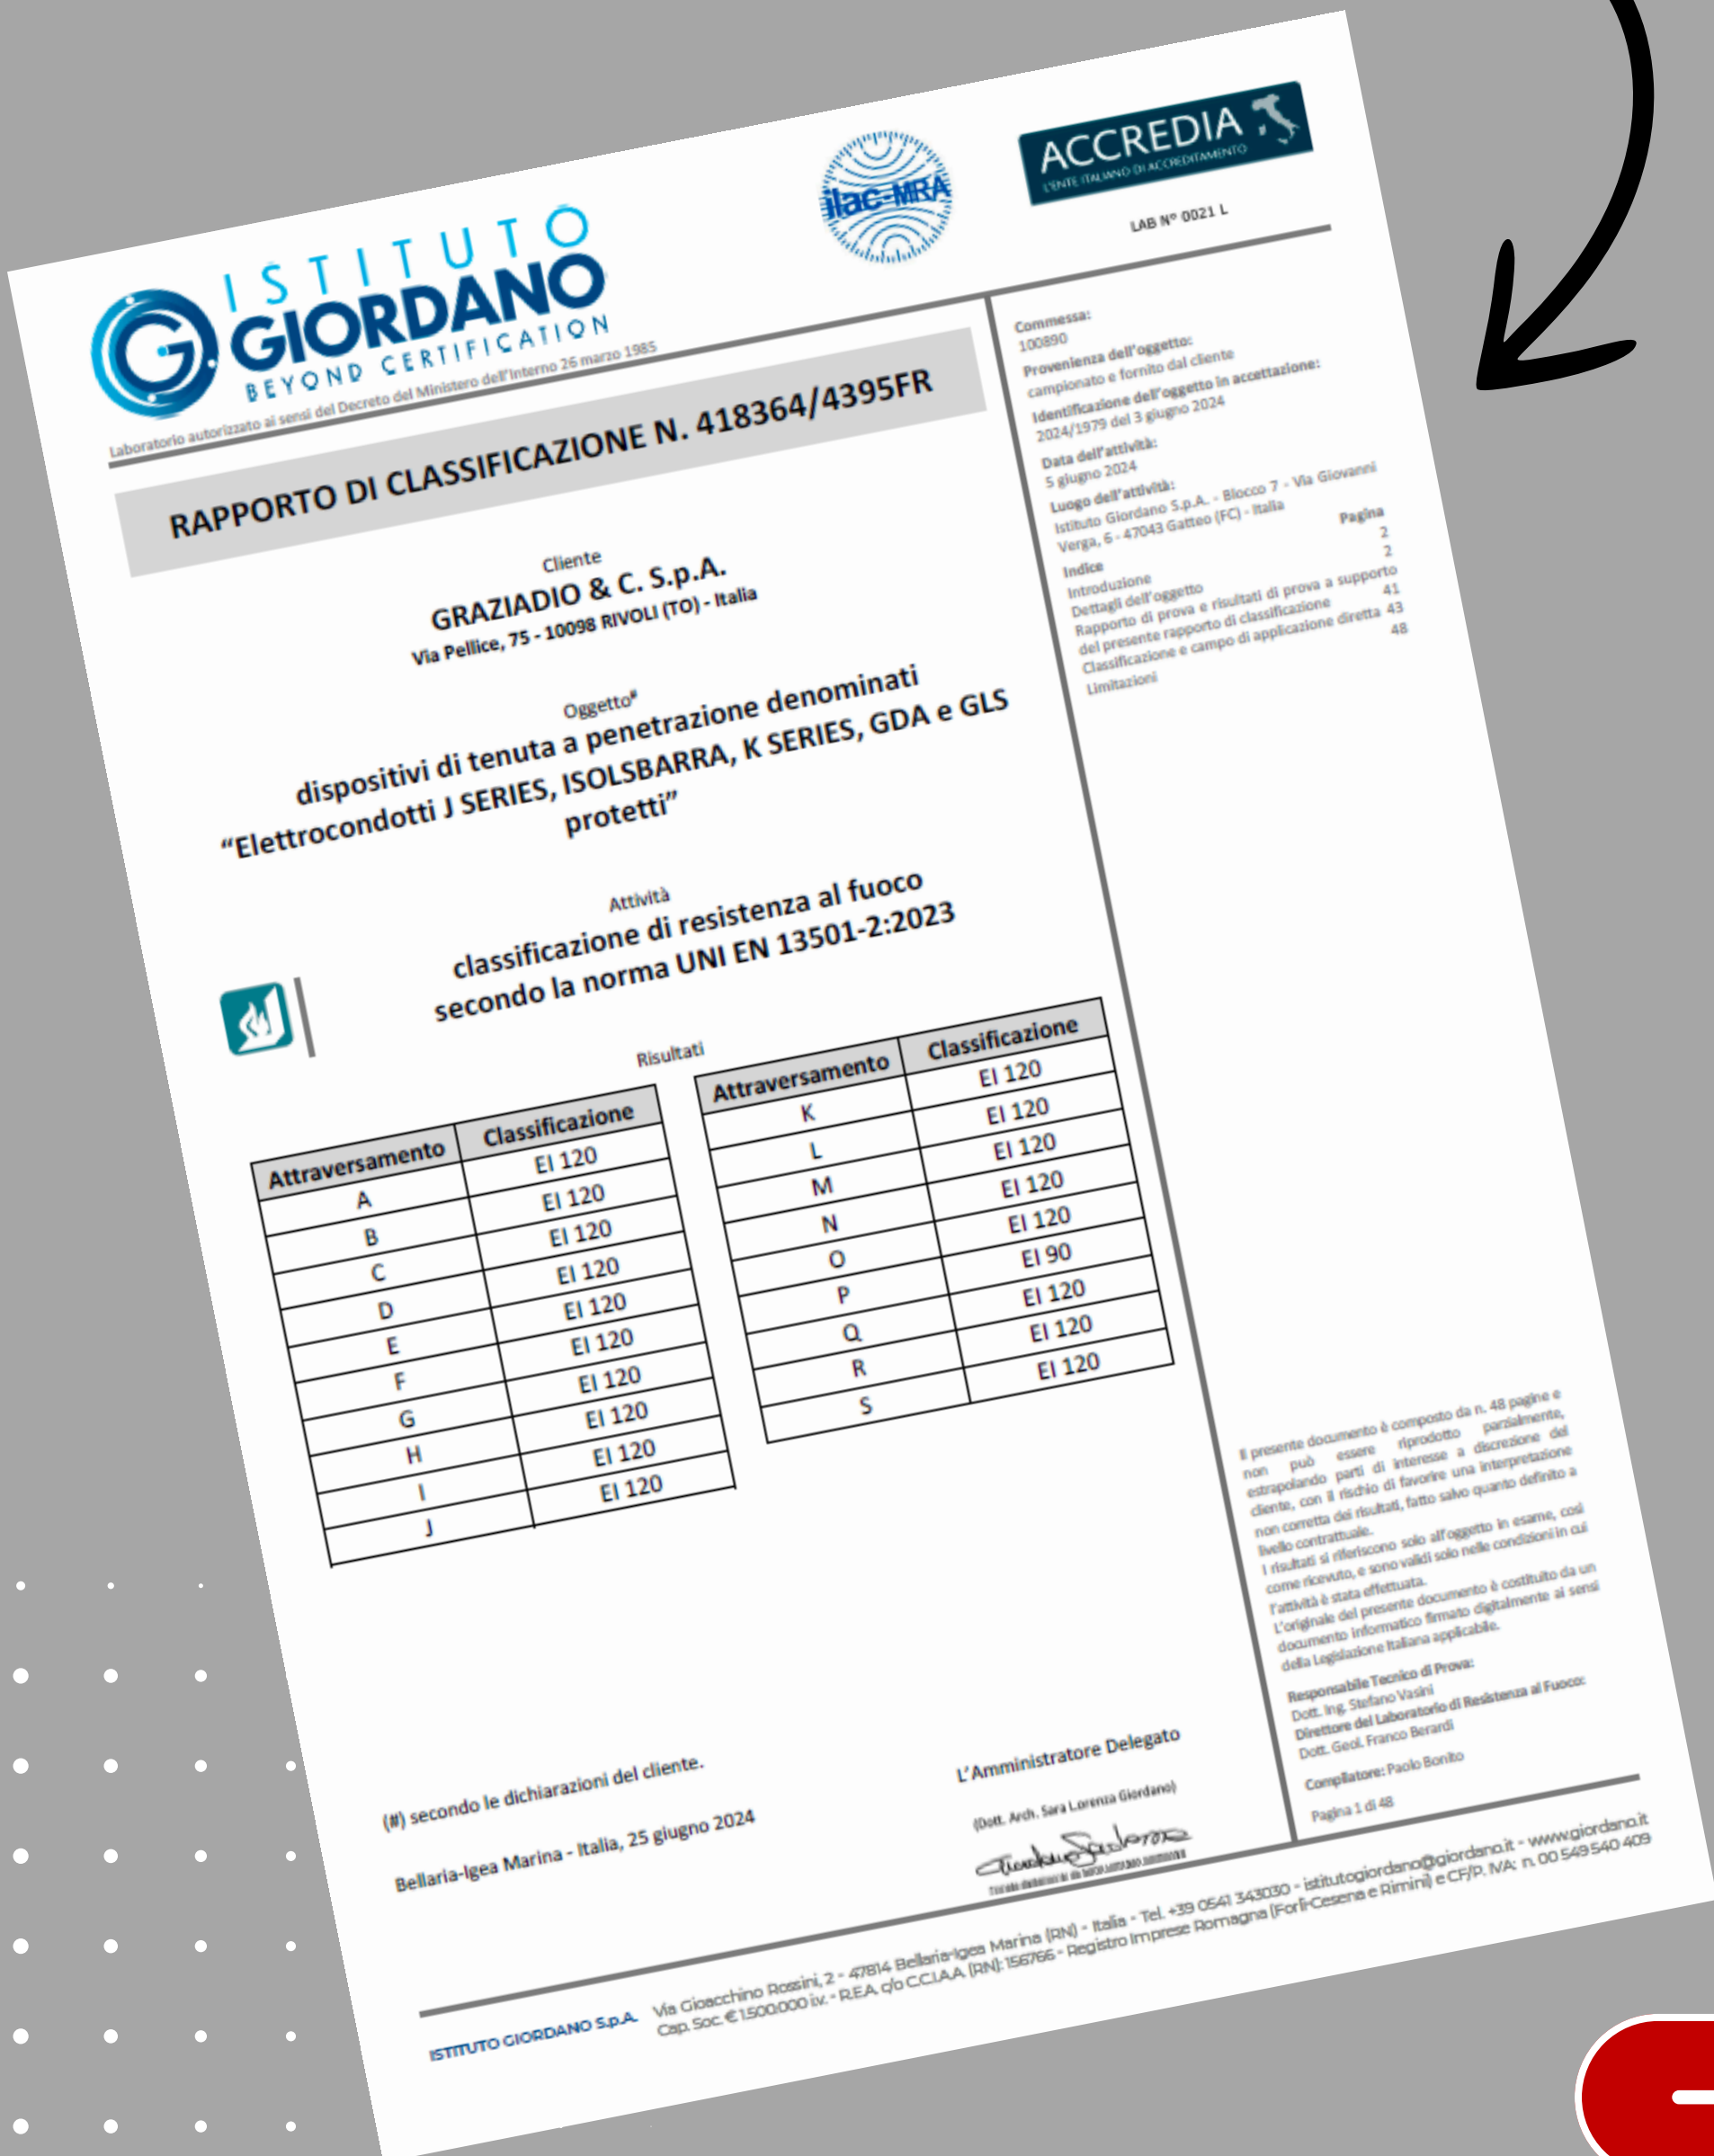 ISTITUTO
GIORDANO
BEYOND CERTIFICATION
ilac-MRA
ACCREDIA
L'ENTE ITALIANO DI ACCREDITAMENTO
LAB N° 0021 L
Laboratorio autorizzato ai sensi del Decreto del Ministero dell'Interno 26 marzo 1985
RAPPORTO DI CLASSIFICAZIONE N. 418364/4395FR
Cliente
GRAZIADIO & C. S.p.A.
Via Pellice, 75 - 10098 RIVOLI (TO) - Italia
Oggetto#
dispositivi di tenuta a penetrazione denominati
“Elettrocondotti J SERIES, ISOLSBARRA, K SERIES, GDA e GLS
protetti”
Attività
classificazione di resistenza al fuoco
secondo la norma UNI EN 13501-2:2023
Risultati
Attraversamento Classificazione
A EI 120
B EI 120
C EI 120
D EI 120
E EI 120
F EI 120
G EI 120
H EI 120
I EI 120
J EI 120
Attraversamento Classificazione
K EI 120
L EI 120
M EI 120
N EI 120
O EI 120
P EI 90
Q EI 120
R EI 120
S EI 120
(#) secondo le dichiarazioni del cliente.
Bellaria-Igea Marina - Italia, 25 giugno 2024
L'Amministratore Delegato
(Dott. Arch. Sara Lorenza Giordano)
Commessa:
100890
Provenienza dell'oggetto:
campionato e fornito dal cliente
Identificazione dell'oggetto in accettazione:
2024/1979 del 3 giugno 2024
Data dell'attività:
5 giugno 2024
Luogo dell'attività:
Istituto Giordano S.p.A. - Blocco 7 - Via Giovanni
Verga, 6 - 47043 Gatteo (FC) - Italia
Indice Pagina
Introduzione 2
Dettagli dell'oggetto 2
Rapporto di prova e risultati di prova a supporto
del presente rapporto di classificazione 41
Classificazione e campo di applicazione diretta 43
Limitazioni 48
Il presente documento è composto da n. 48 pagine e
non può essere riprodotto parzialmente,
estrapolando parti di interesse a discrezione del
cliente, con il rischio di favorire una interpretazione
non corretta dei risultati, fatto salvo quanto definito a
livello contrattuale.
I risultati si riferiscono solo all'oggetto in esame, così
come ricevuto, e sono validi solo nelle condizioni in cui
l'attività è stata effettuata.
L'originale del presente documento è costituito da un
documento informatico firmato digitalmente ai sensi
della Legislazione Italiana applicabile.
Responsabile Tecnico di Prova:
Dott. Ing. Stefano Vasini
Direttore del Laboratorio di Resistenza al Fuoco:
Dott. Geol. Franco Berardi
Compilatore: Paolo Bonito
Pagina 1 di 48
ISTITUTO GIORDANO S.p.A.
Via Gioacchino Rossini, 2 - 47814 Bellaria-Igea Marina (RN) - Italia - Tel. +39 0541 343030 - istitutogiordano@giordano.it - www.giordano.it
Cap. Soc. € 1.500.000 i.v. - R.E.A. c/o C.C.I.A.A. (RN): 156766 - Registro Imprese Romagna (Forlì-Cesena e Rimini) e CF/P. IVA: n. 00 549 540 409